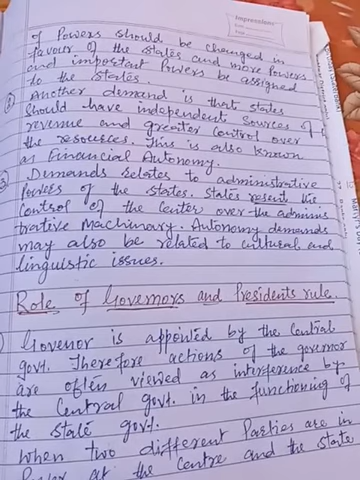 Impressions
of Powers should be changed in
favour of the states and more powers
and important Powers be assigned
to the states.
Another demand is that states
should have independent sources of
revenue and greater control over
the resources. This is also known
as Financial Autonomy.
Demands relates to administrative
Powers of the states. States resent the
control of the Center over the adminis
trative Machinary. Autonomy demands
may also be related to cultural and
linguistic issues.
Role of Governors and Presidents rule.
Govenor is appointed by the Central
govt. Therefore actions of the governor
are often viewed as interference by
the Central govt. in the functioning of
the state govt.
When two different Parties are in
Power at the centre and the state